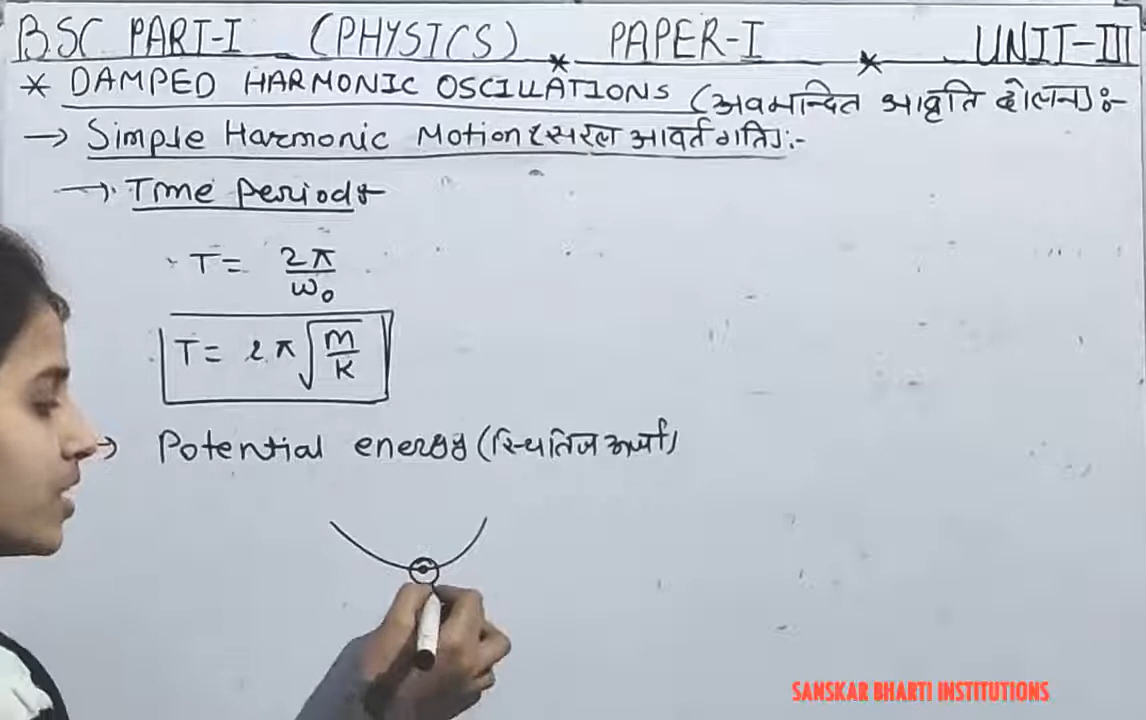 BSC PART-I (PHYSICS) * PAPER-I * UNIT-III
* DAMPED HARMONIC OSCILLATIONS (अवमन्दित आवृति दोलन):-
→ Simple Harmonic Motion (सरल आवर्त गति):-
→ Time Period:-
T = 2π/ω₀
T = 2π√(m/K)
→ Potential energy (स्थितिज ऊर्जा)
SANSKAR BHARTI INSTITUTIONS